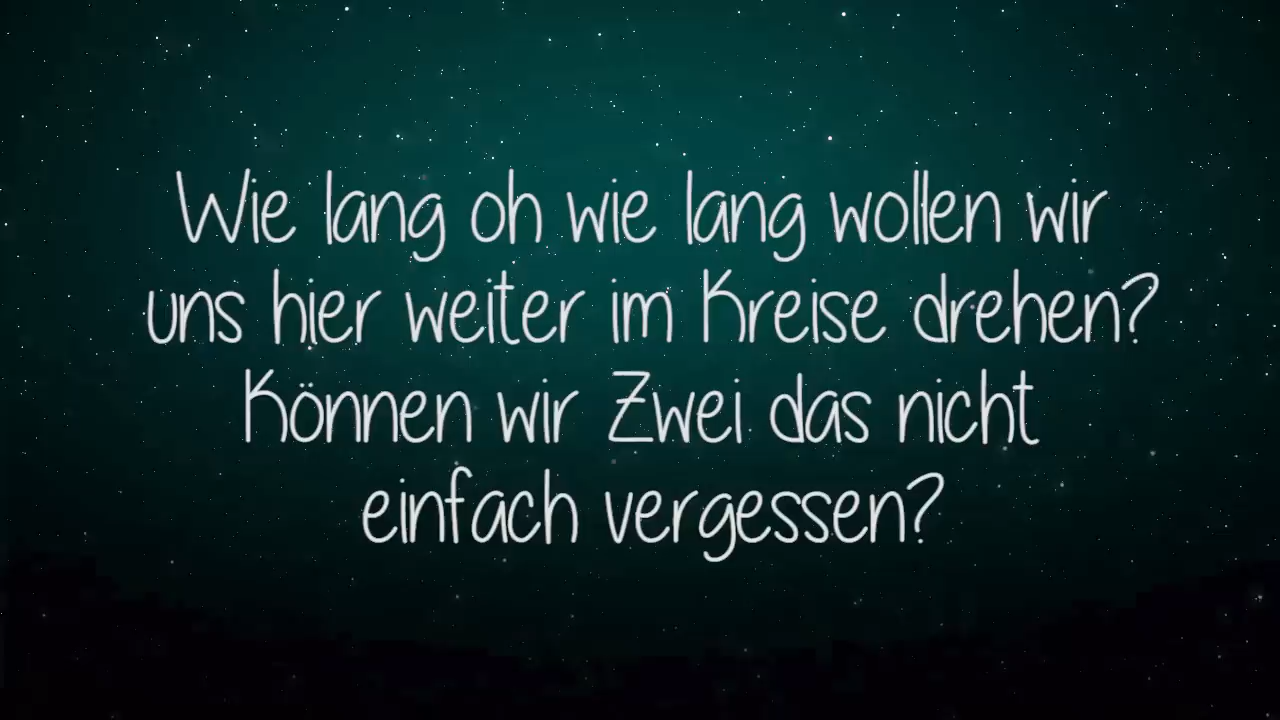 Wie lang oh wie lang wollen wir
uns hier weiter im Kreise drehen?
Können wir Zwei das nicht
einfach vergessen?